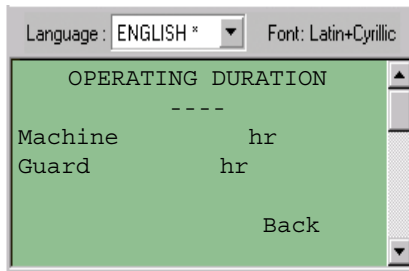 Language : ENGLISH * Font: Latin+Cyrillic
OPERATING DURATION
----
Machine hr
Guard hr
Back